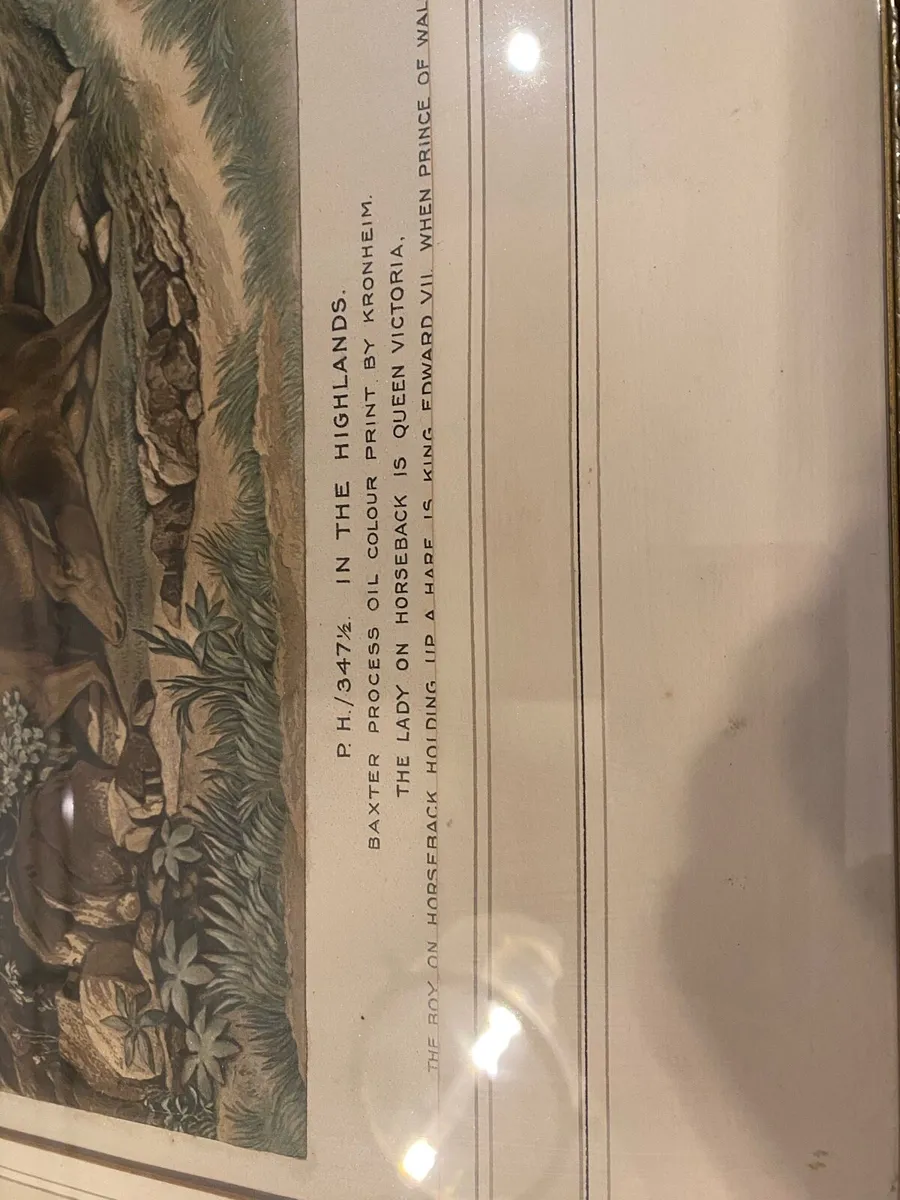 P. H./347½. IN THE HIGHLANDS.
BAXTER PROCESS OIL COLOUR PRINT BY KRONHEIM.
THE LADY ON HORSEBACK IS QUEEN VICTORIA,
THE BOY ON HORSEBACK HOLDING UP A HARE IS KING EDWARD VII. WHEN PRINCE OF WAL